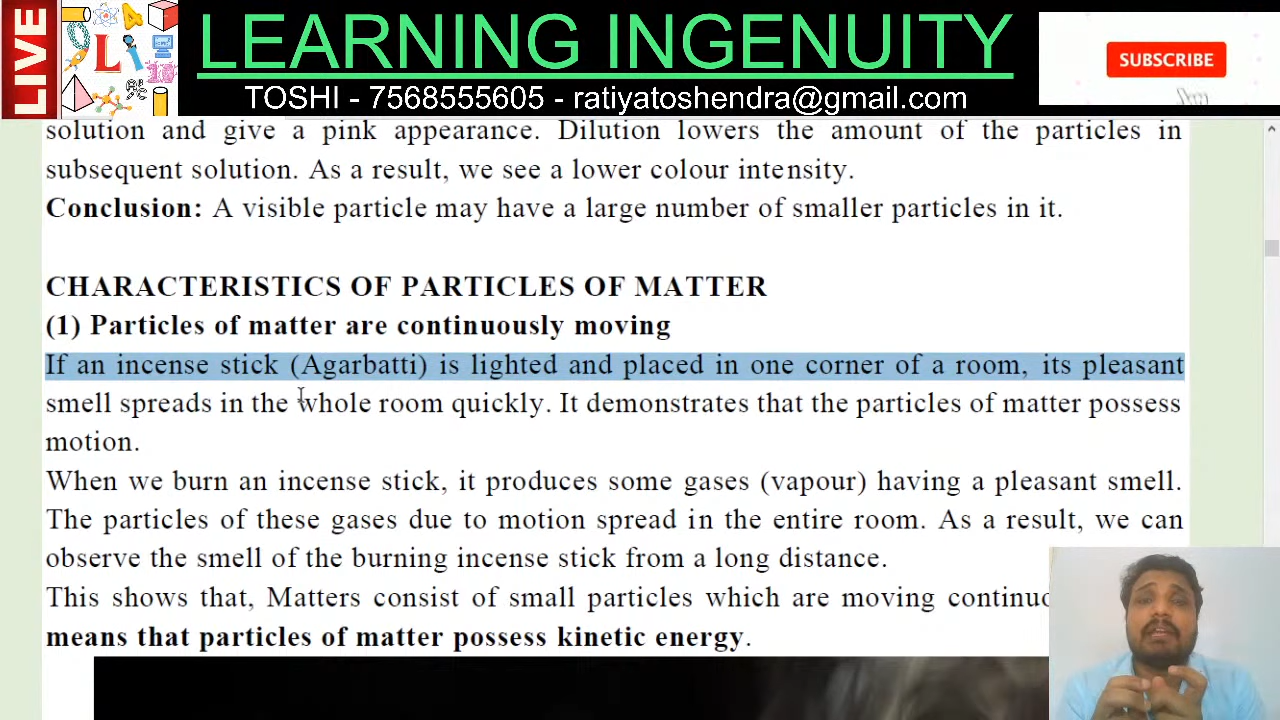 LIVE
LEARNING INGENUITY
TOSHI - 7568555605 - ratiyatoshendra@gmail.com
SUBSCRIBE
solution and give a pink appearance. Dilution lowers the amount of the particles in
subsequent solution. As a result, we see a lower colour intensity.
Conclusion: A visible particle may have a large number of smaller particles in it.
CHARACTERISTICS OF PARTICLES OF MATTER
(1) Particles of matter are continuously moving
If an incense stick (Agarbatti) is lighted and placed in one corner of a room, its pleasant
smell spreads in the whole room quickly. It demonstrates that the particles of matter possess
motion.
When we burn an incense stick, it produces some gases (vapour) having a pleasant smell.
The particles of these gases due to motion spread in the entire room. As a result, we can
observe the smell of the burning incense stick from a long distance.
This shows that, Matters consist of small particles which are moving
means that particles of matter possess kinetic energy.